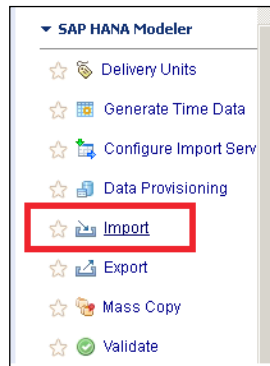 SAP HANA Modeler
Delivery Units
Generate Time Data
Configure Import Serv
Data Provisioning
Import
Export
Mass Copy
Validate